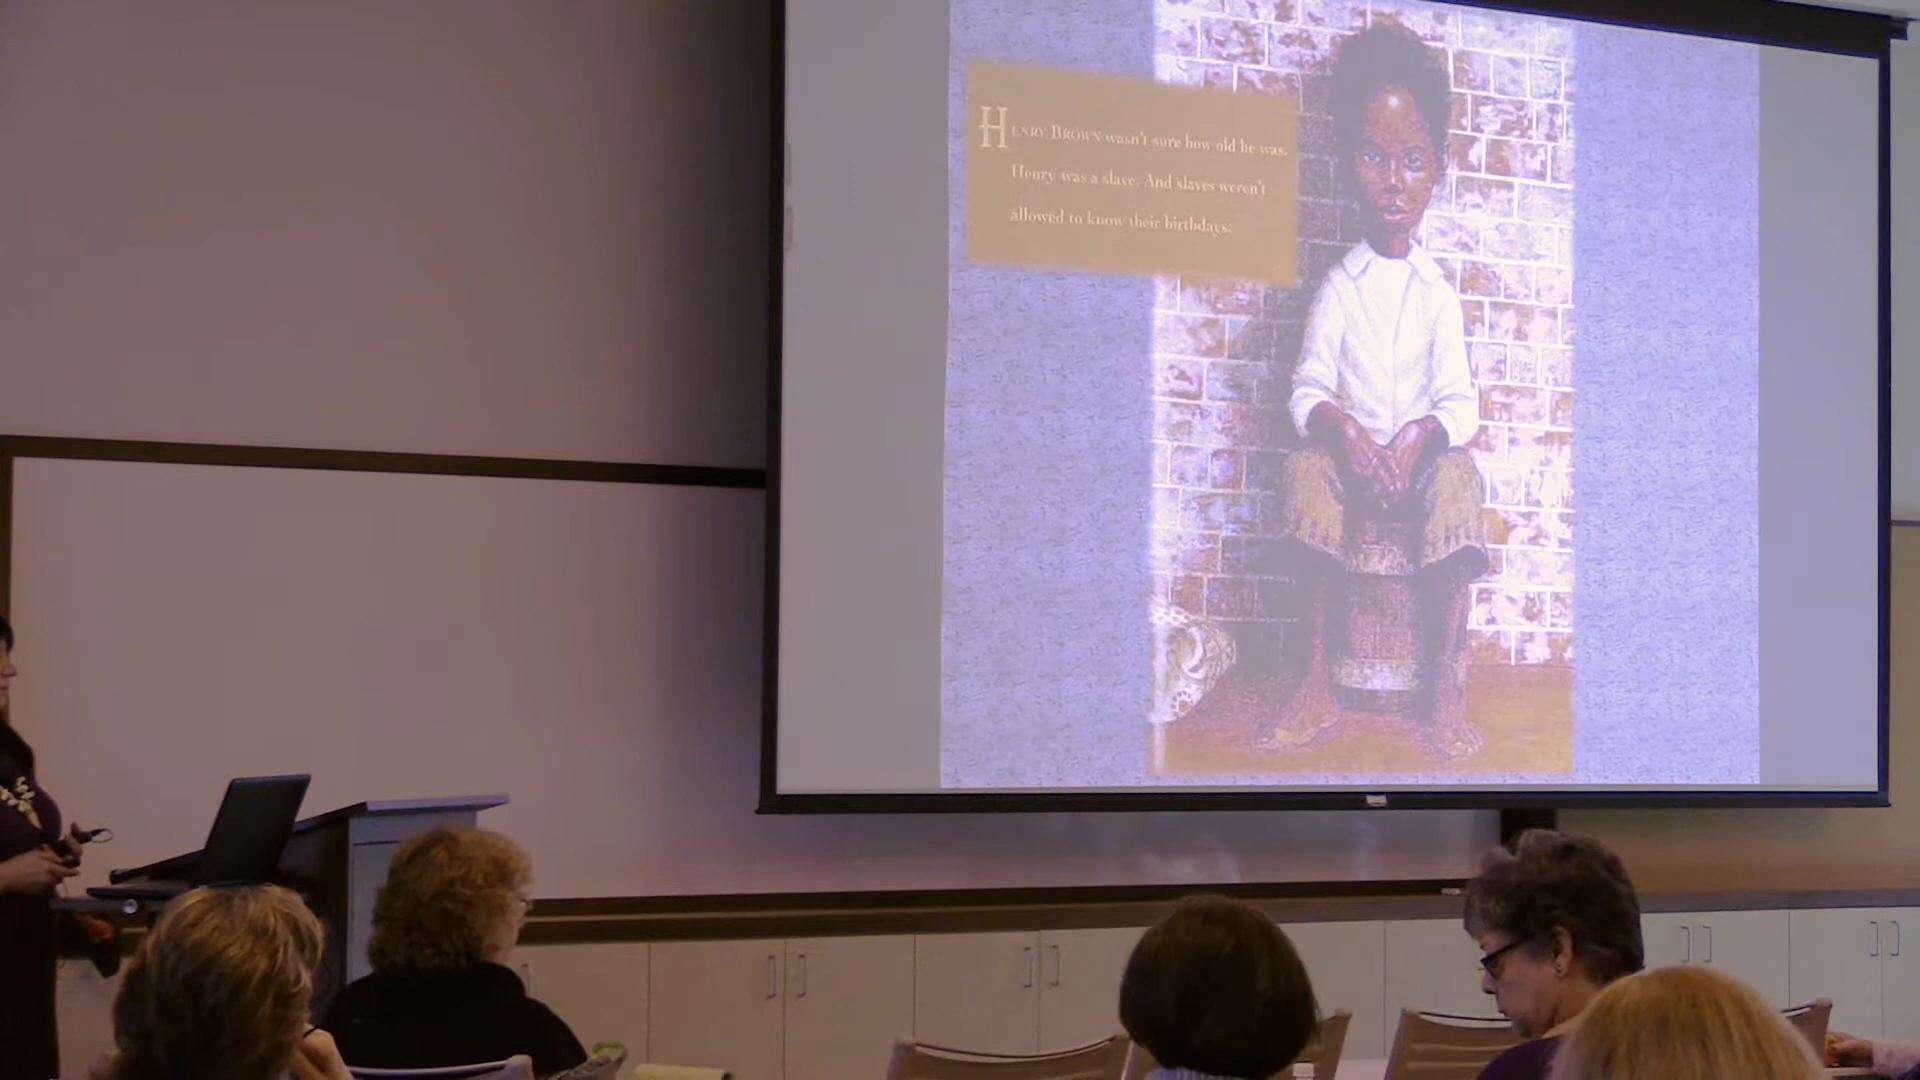 HENRY BROWN wasn't sure how old he was.
Henry was a slave. And slaves weren't
allowed to know their birthdays.